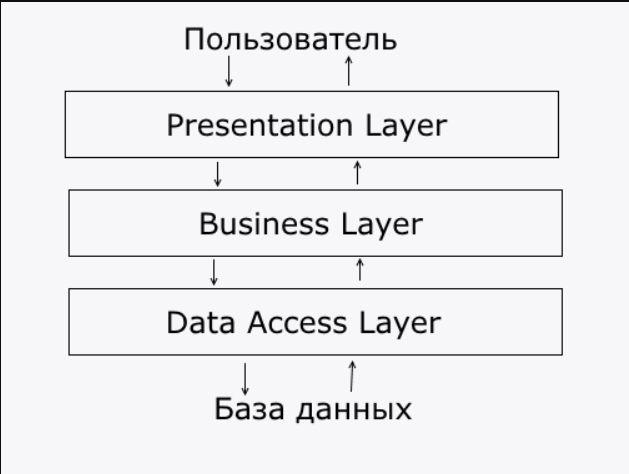 Пользователь
Presentation Layer
Business Layer
Data Access Layer
База данных